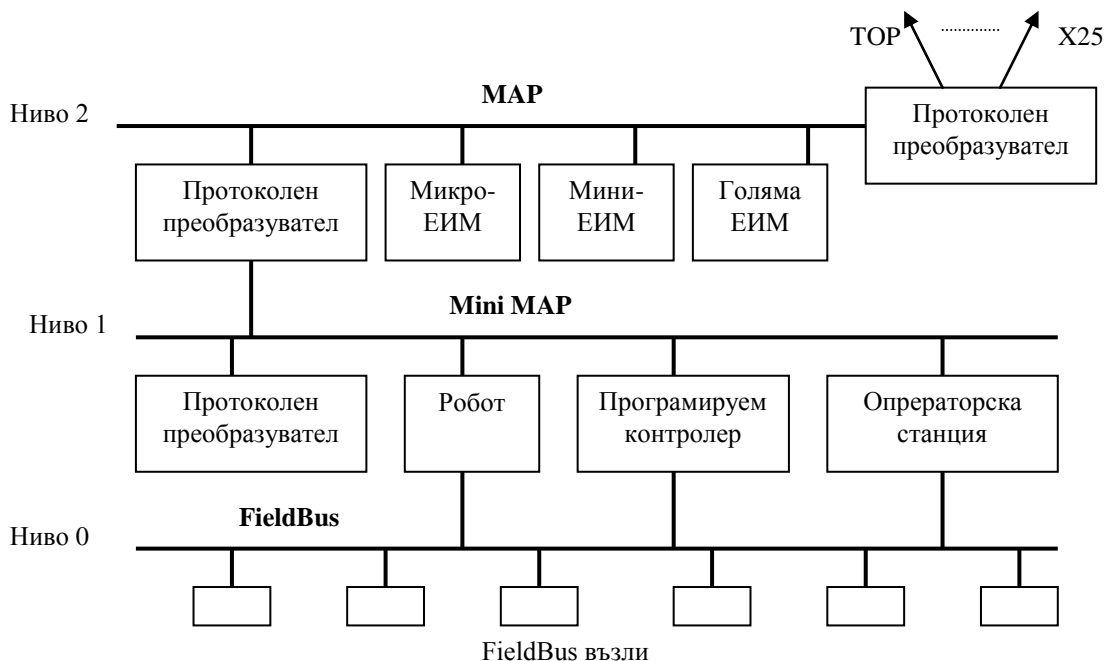 TOP
X25
MAP
Ниво 2
Протоколен
преобразувател
Протоколен
преобразувател
Микро-
ЕИМ
Мини-
ЕИМ
Голяма
ЕИМ
Mini MAP
Ниво 1
Протоколен
преобразувател
Робот
Програмируем
контролер
Опрераторска
станция
FieldBus
Ниво 0
FieldBus възли